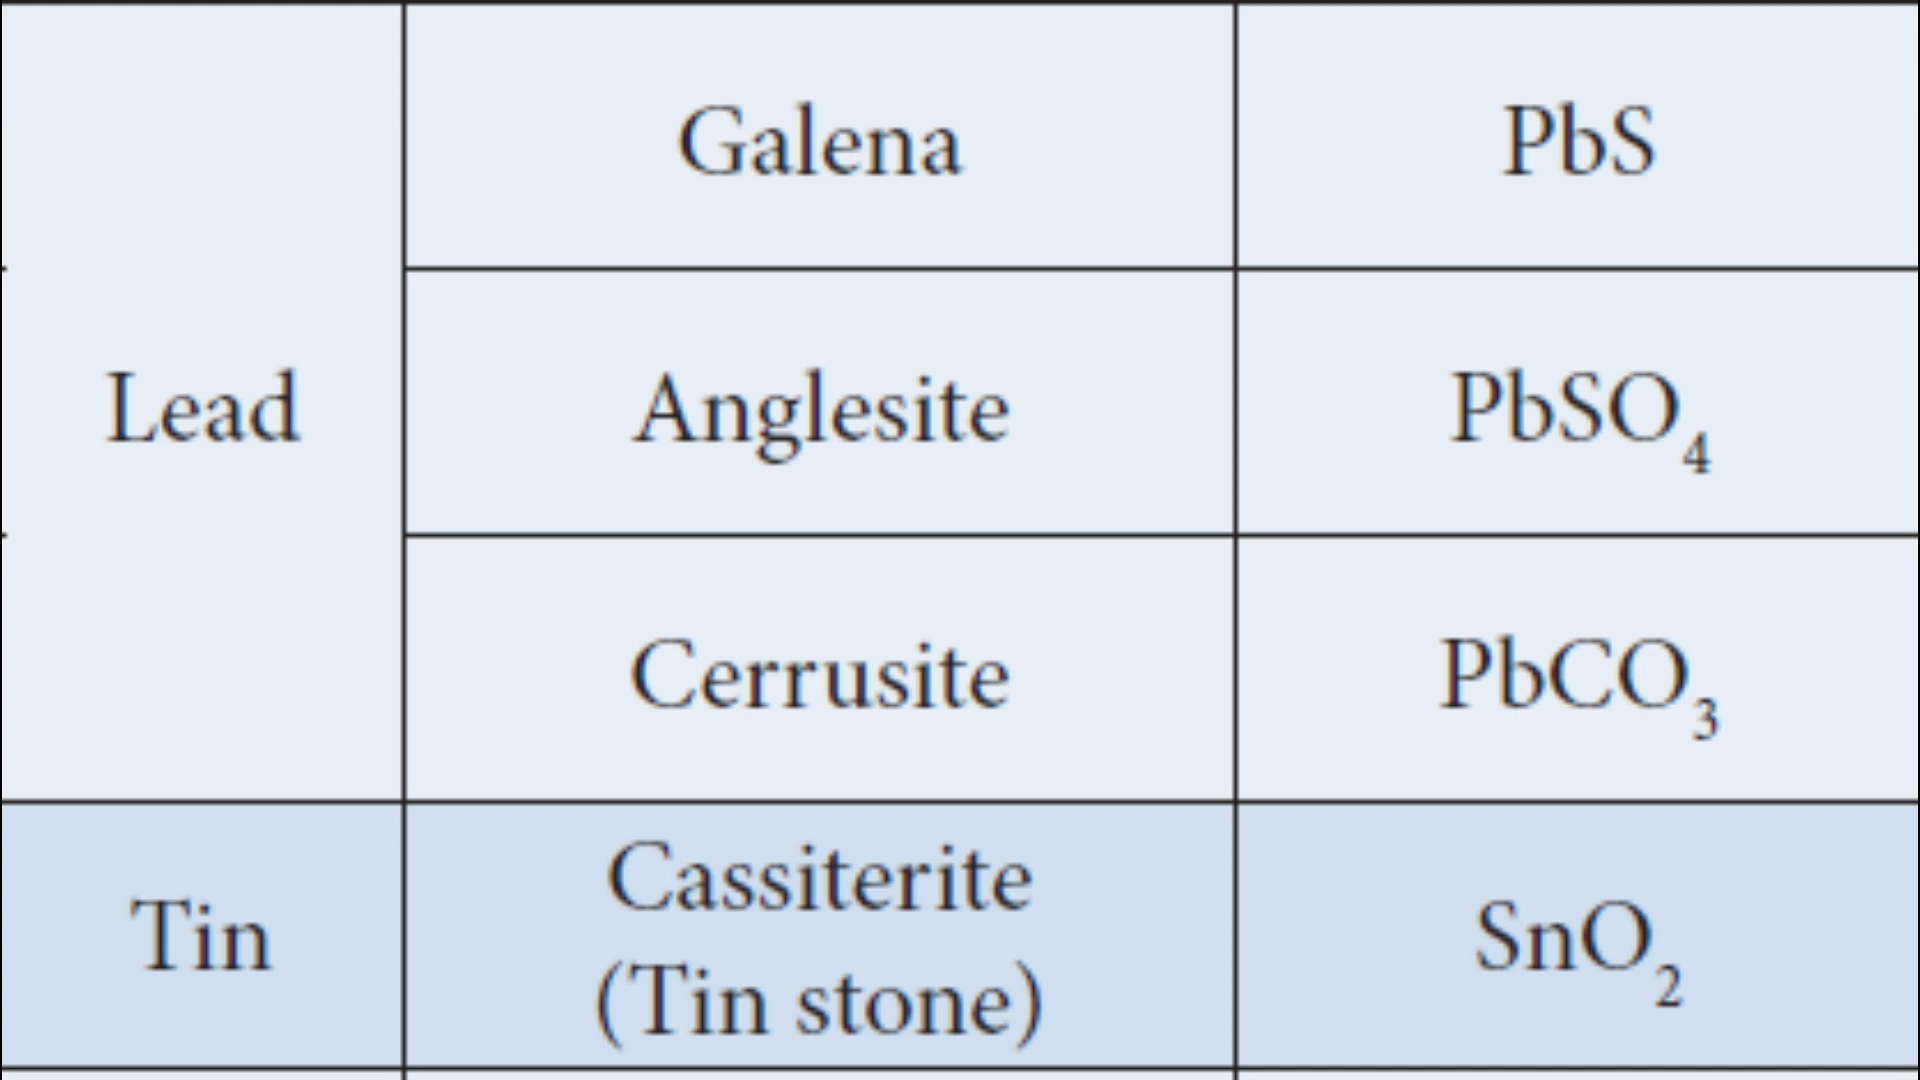 Lead
Galena
PbS
Anglesite
PbSO₄
Cerrusite
PbCO₃
Tin
Cassiterite
(Tin stone)
SnO₂